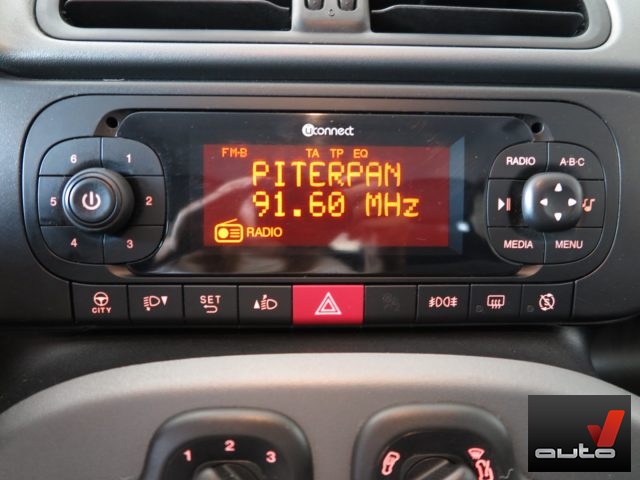 uconnect
FM-B TA TP EQ
PITERPAN
91.60 MHz
RADIO
6 1
5 2
4 3
RADIO A·B·C
MEDIA MENU
CITY
SET
1 2 3
auto